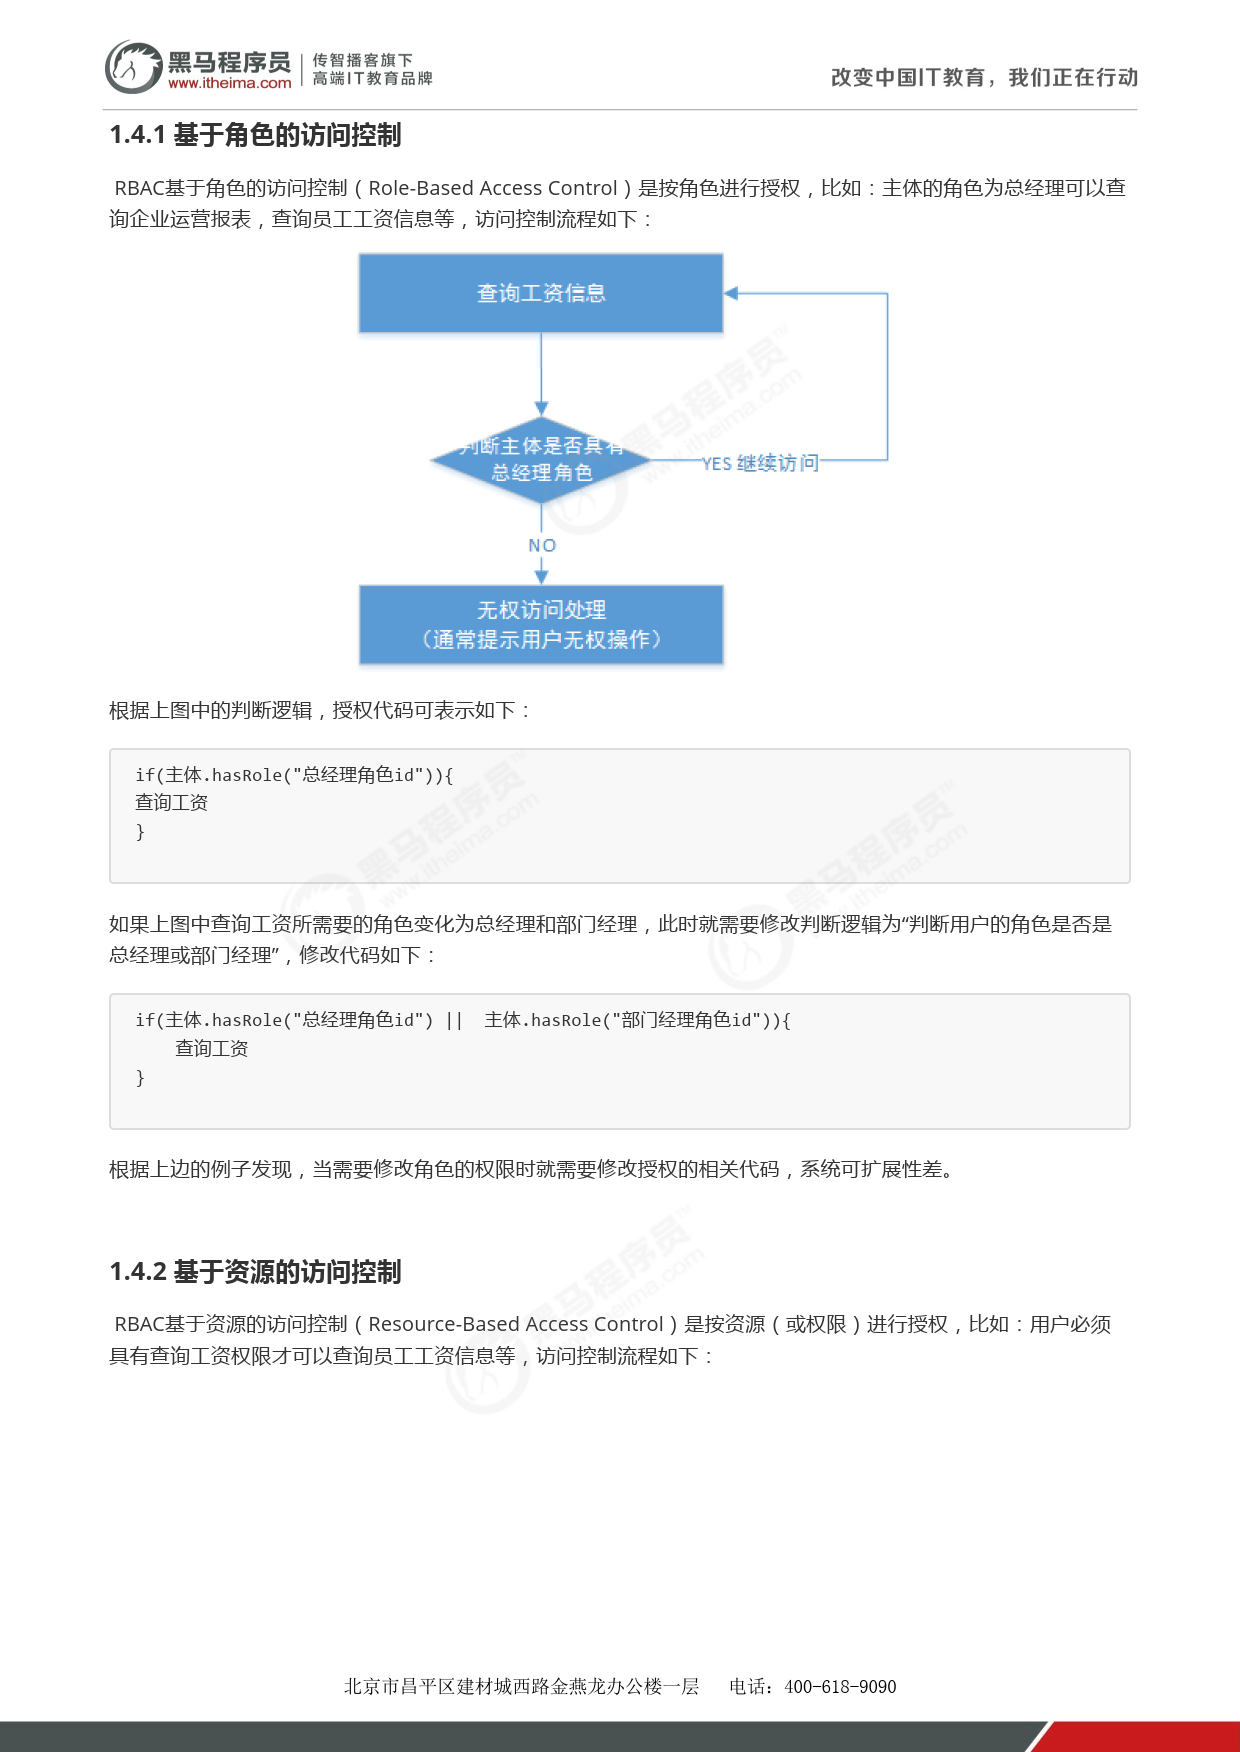 黑马程序员
www.itheima.com
传智播客旗下
高端IT教育品牌
改变中国IT教育，我们正在行动
1.4.1 基于角色的访问控制
RBAC基于角色的访问控制（Role-Based Access Control）是按角色进行授权，比如：主体的角色为总经理可以查
询企业运营报表，查询员工工资信息等，访问控制流程如下：
查询工资信息
判断主体是否具有
总经理角色
YES 继续访问
NO
无权访问处理
（通常提示用户无权操作）
根据上图中的判断逻辑，授权代码可表示如下：
if(主体.hasRole("总经理角色id")){
查询工资
}
如果上图中查询工资所需要的角色变化为总经理和部门经理，此时就需要修改判断逻辑为“判断用户的角色是否是
总经理或部门经理”，修改代码如下：
if(主体.hasRole("总经理角色id") ||  主体.hasRole("部门经理角色id")){
    查询工资
}
根据上边的例子发现，当需要修改角色的权限时就需要修改授权的相关代码，系统可扩展性差。
1.4.2 基于资源的访问控制
RBAC基于资源的访问控制（Resource-Based Access Control）是按资源（或权限）进行授权，比如：用户必须
具有查询工资权限才可以查询员工工资信息等，访问控制流程如下：
北京市昌平区建材城西路金燕龙办公楼一层   电话：400-618-9090